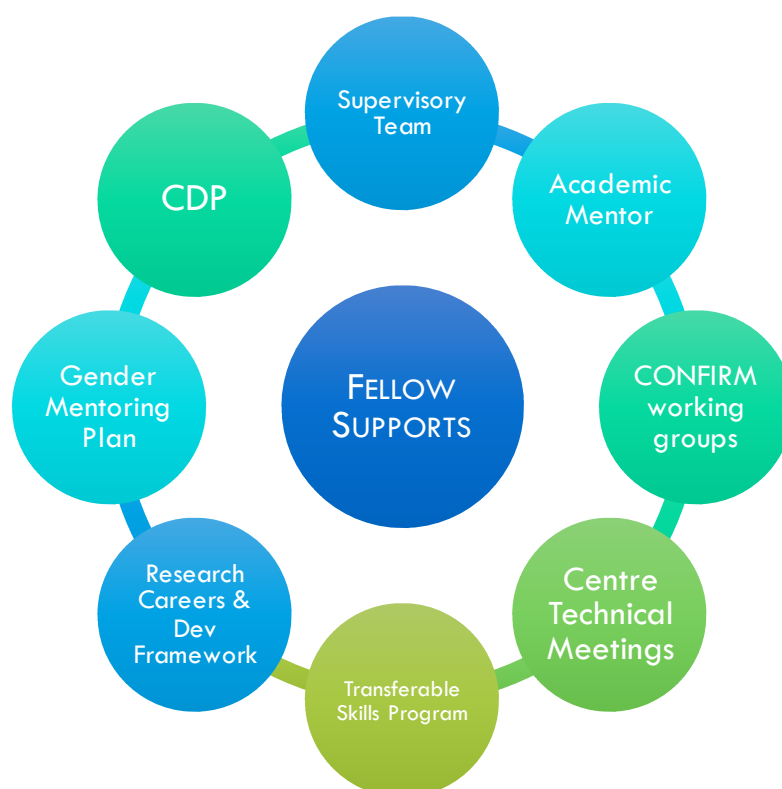 Supervisory
Team
Academic
Mentor
CONFIRM
working
groups
Centre
Technical
Meetings
Transferable
Skills Program
Research
Careers &
Dev
Framework
Gender
Mentoring
Plan
CDP
FELLOW
SUPPORTS